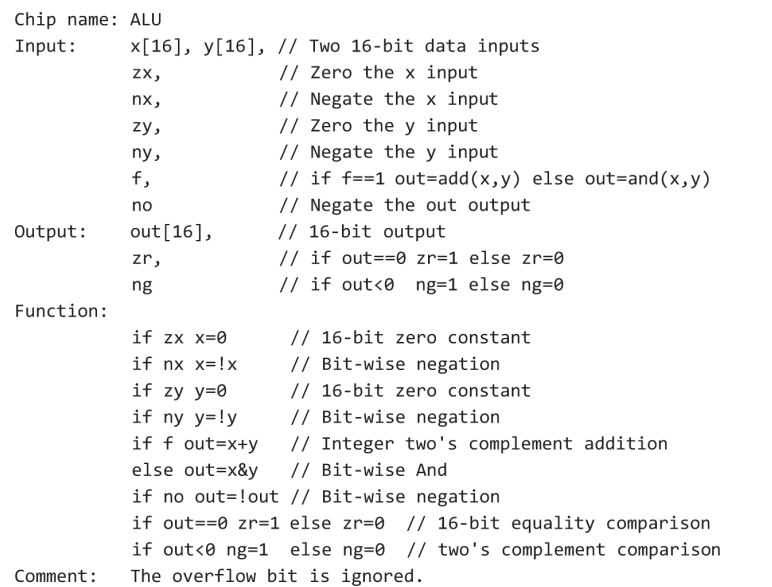 Chip name: ALU
Input: x[16], y[16], // Two 16-bit data inputs
zx, // Zero the x input
nx, // Negate the x input
zy, // Zero the y input
ny, // Negate the y input
f, // if f==1 out=add(x,y) else out=and(x,y)
no // Negate the out output
Output: out[16], // 16-bit output
zr, // if out==0 zr=1 else zr=0
ng // if out<0 ng=1 else ng=0
Function:
if zx x=0 // 16-bit zero constant
if nx x=!x // Bit-wise negation
if zy y=0 // 16-bit zero constant
if ny y=!y // Bit-wise negation
if f out=x+y // Integer two's complement addition
else out=x&y // Bit-wise And
if no out=!out // Bit-wise negation
if out==0 zr=1 else zr=0 // 16-bit equality comparison
if out<0 ng=1 else ng=0 // two's complement comparison
Comment: The overflow bit is ignored.